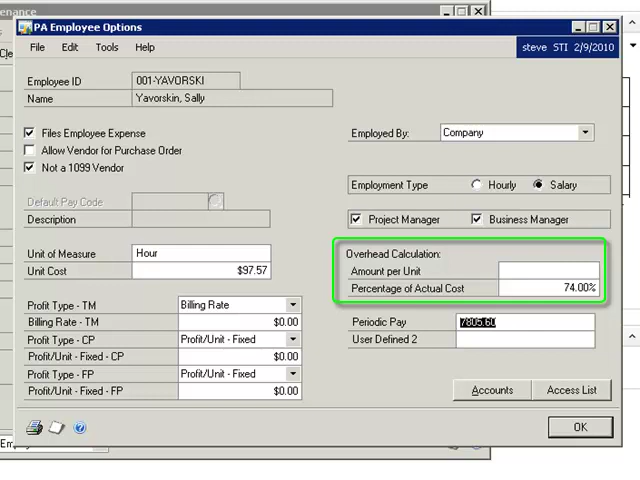 ntenance
PA Employee Options
File Edit Tools Help
steve STI 2/9/2010
Employee ID 001-YAVORSKI
Name Yavorskin, Sally
Files Employee Expense
Employed By: Company
Allow Vendor for Purchase Order
Not a 1099 Vendor
Employment Type Hourly Salary
Default Pay Code
Description
Project Manager Business Manager
Unit of Measure Hour
Unit Cost $97.57
Overhead Calculation:
Amount per Unit
Percentage of Actual Cost 74.00%
Profit Type - TM Billing Rate
Billing Rate - TM $0.00
Profit Type - CP Profit/Unit - Fixed
Profit/Unit - Fixed - CP $0.00
Profit Type - FP Profit/Unit - Fixed
Profit/Unit - Fixed - FP $0.00
Periodic Pay 7805.60
User Defined 2
Accounts Access List
OK